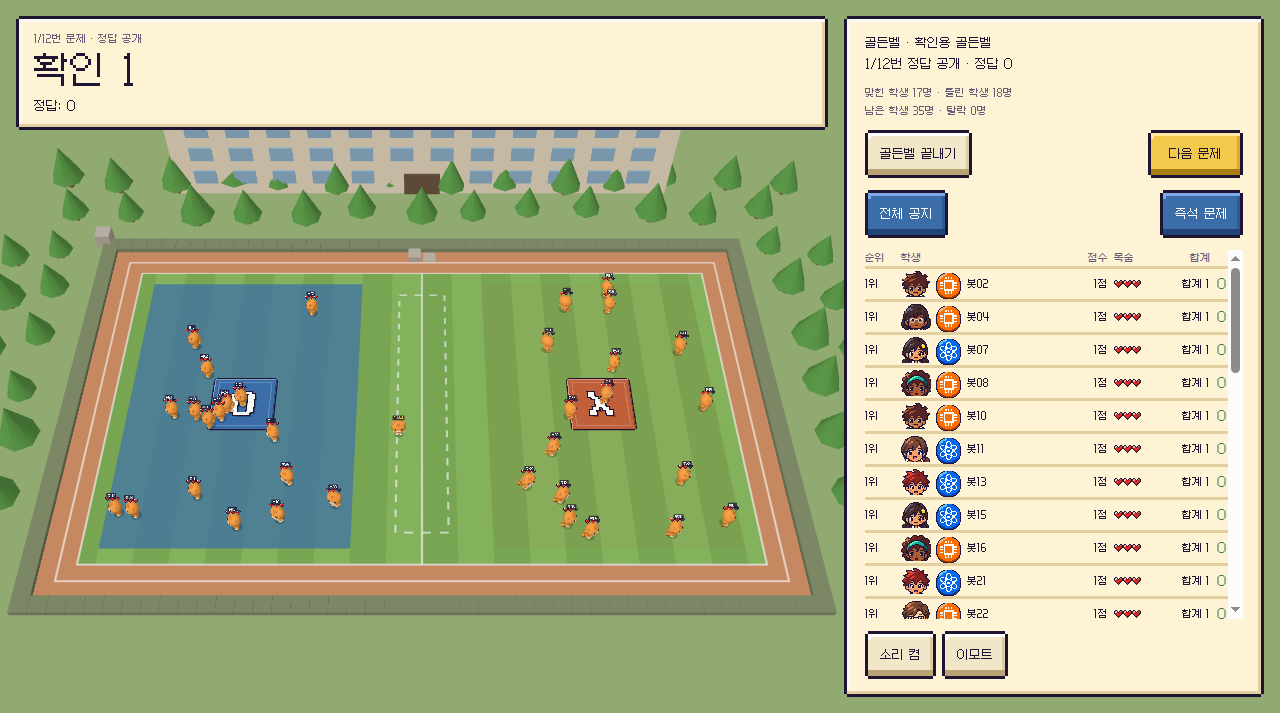 1/12번 문제 · 정답 공개
확인 1
정답: O
O
X
골든벨 · 확인용 골든벨
1/12번 정답 공개 · 정답 O
맞힌 학생 17명 · 틀린 학생 18명
남은 학생 35명 · 탈락 0명
골든벨 끝내기
다음 문제
전체 공지
즉석 문제
순위 학생 점수 목숨 합계
1위 봇02 1점 합계 1 O
1위 봇04 1점 합계 1 O
1위 봇07 1점 합계 1 O
1위 봇08 1점 합계 1 O
1위 봇10 1점 합계 1 O
1위 봇11 1점 합계 1 O
1위 봇13 1점 합계 1 O
1위 봇15 1점 합계 1 O
1위 봇16 1점 합계 1 O
1위 봇21 1점 합계 1 O
1위 봇22 1점 합계 1 O
소리 켬
이모트